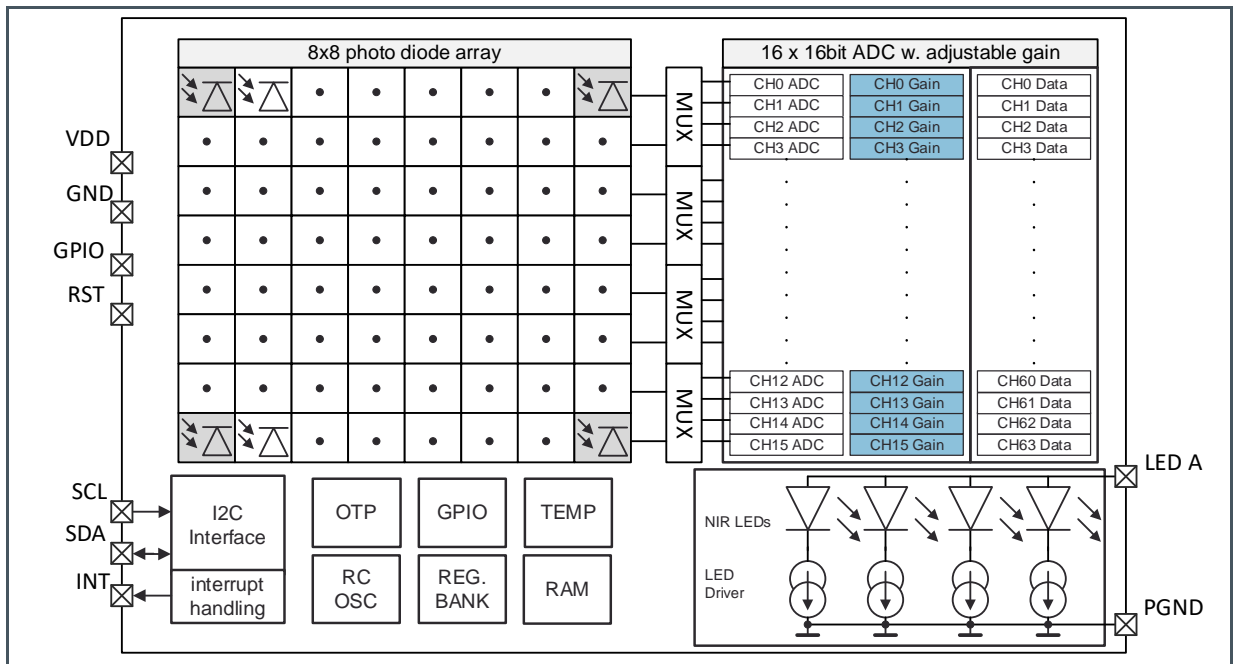 8x8 photo diode array
16 x 16bit ADC w. adjustable gain
CH0 ADC CH0 Gain CH0 Data
CH1 ADC CH1 Gain CH1 Data
CH2 ADC CH2 Gain CH2 Data
CH3 ADC CH3 Gain CH3 Data
MUX
MUX
MUX
MUX
CH12 ADC CH12 Gain CH60 Data
CH13 ADC CH13 Gain CH61 Data
CH14 ADC CH14 Gain CH62 Data
CH15 ADC CH15 Gain CH63 Data
VDD
GND
GPIO
RST
SCL
SDA
INT
I2C
Interface
interrupt
handling
OTP
GPIO
TEMP
RC
OSC
REG.
BANK
RAM
NIR LEDs
LED
Driver
LED A
PGND